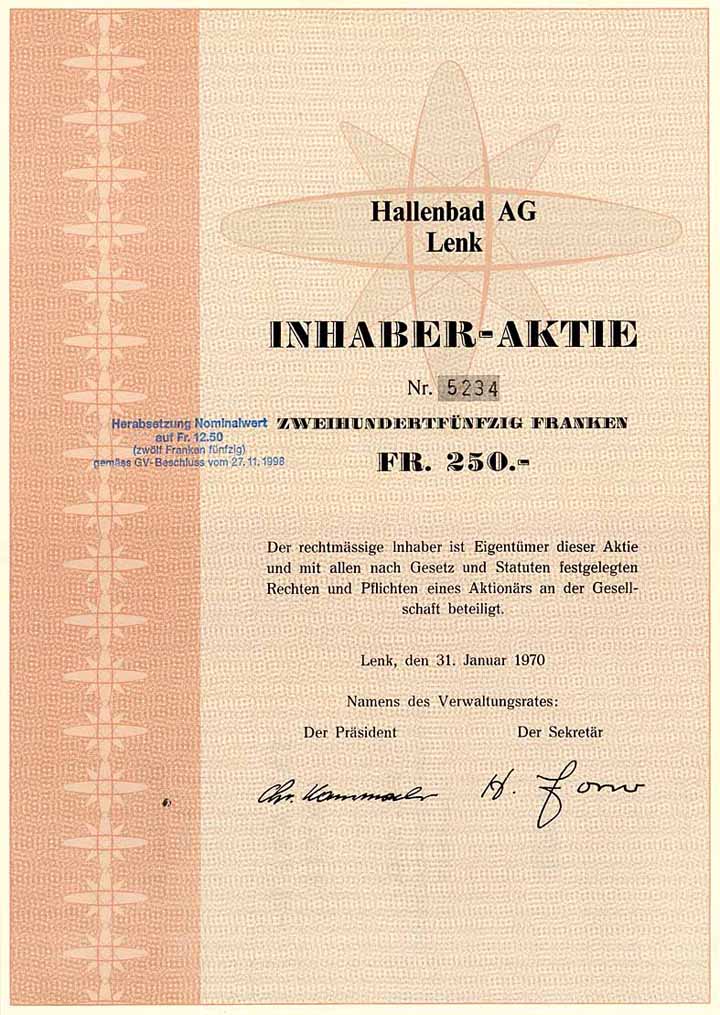 Hallenbad AG
Lenk
INHABER-AKTIE
Nr. 5234
Herabsetzung Nominalwert
auf Fr. 12.50
(zwölf Franken fünfzig)
gemäss GV-Beschluss vom 27.11.1998
ZWEIHUNDERTFÜNFZIG FRANKEN
FR. 250.-
Der rechtmässige Inhaber ist Eigentümer dieser Aktie
und mit allen nach Gesetz und Statuten festgelegten
Rechten und Pflichten eines Aktionärs an der Gesell-
schaft beteiligt.
Lenk, den 31. Januar 1970
Namens des Verwaltungsrates:
Der Präsident Der Sekretär